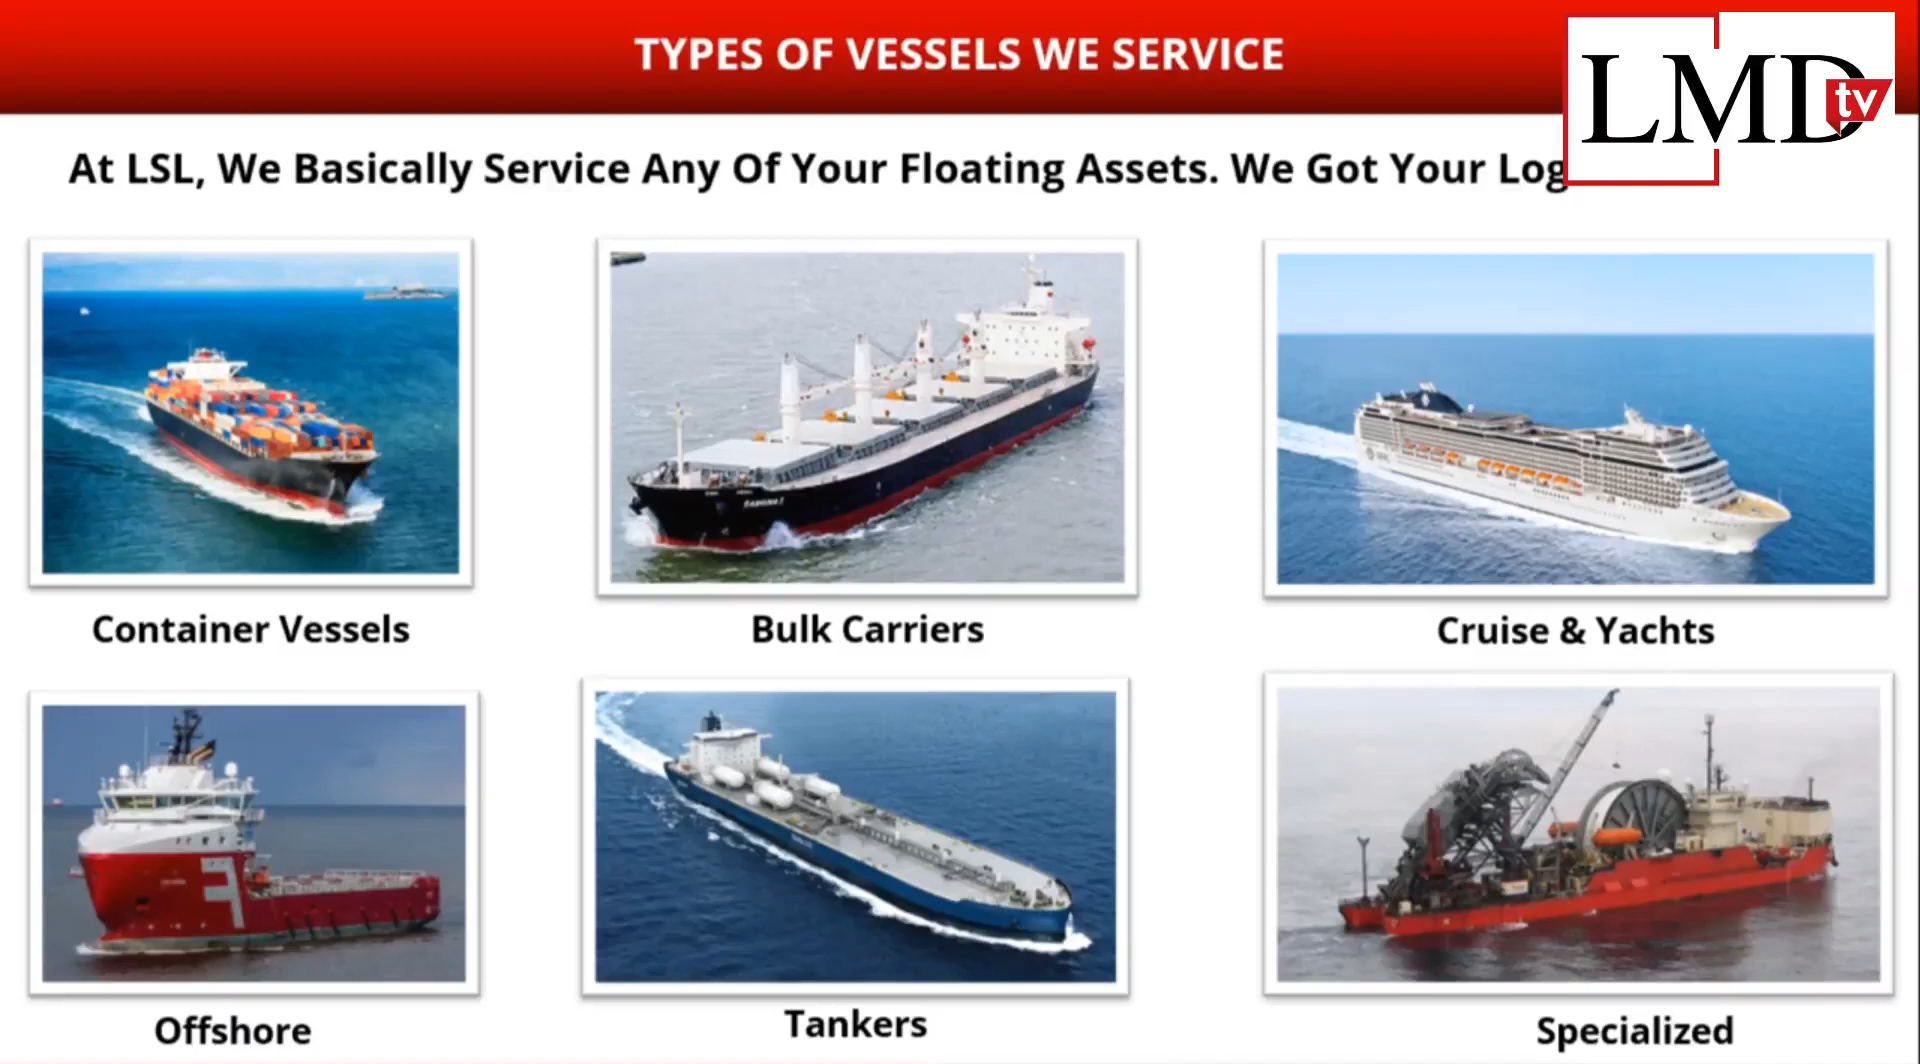 TYPES OF VESSELS WE SERVICE
LMD tv
At LSL, We Basically Service Any Of Your Floating Assets. We Got Your Log
Container Vessels
Bulk Carriers
Cruise & Yachts
Offshore
Tankers
Specialized